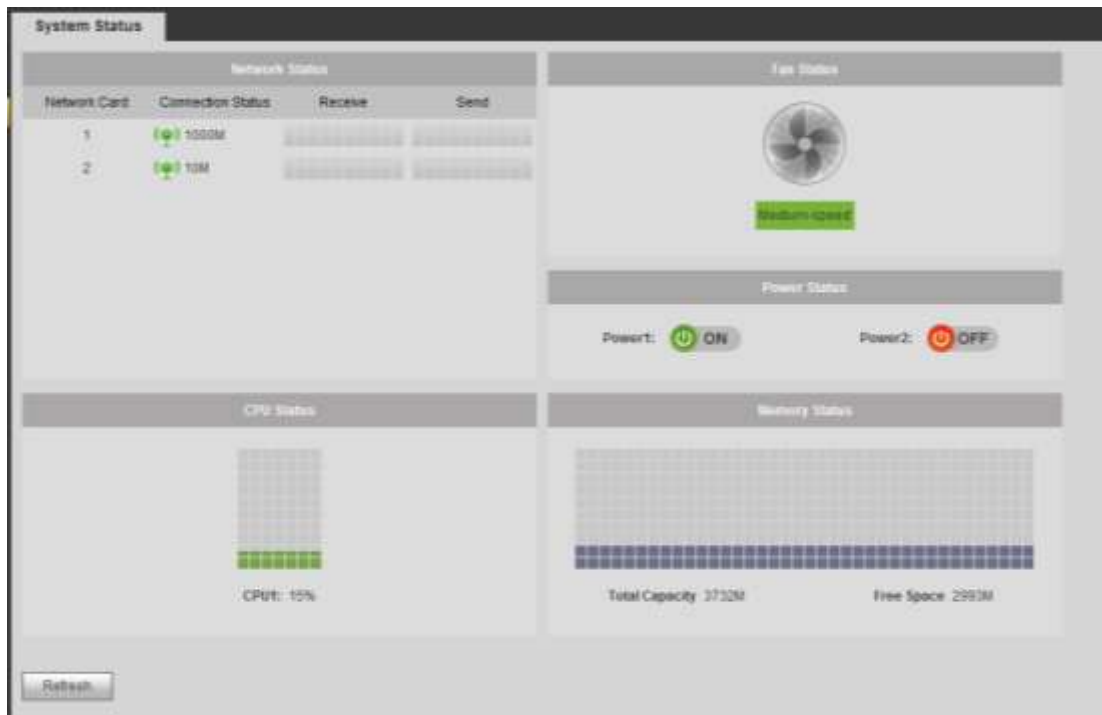 System Status
Network Status
Network Card Connection Status Receive Send
1 1000M
2 10M
Fan Status
Medium-speed
Power Status
Power1: ON Power2: OFF
CPU Status
CPU1: 15%
Memory Status
Total Capacity 3732M Free Space 2993M
Refresh